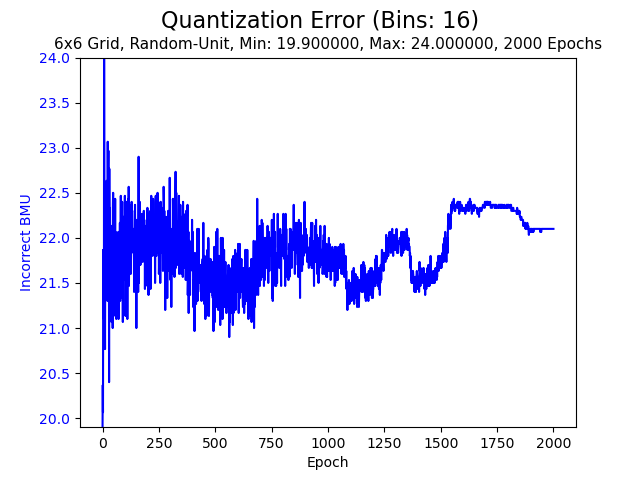 Quantization Error (Bins: 16)
6x6 Grid, Random-Unit, Min: 19.900000, Max: 24.000000, 2000 Epochs
24.0
23.5
23.0
22.5
22.0
21.5
21.0
20.5
20.0
Incorrect BMU
0 250 500 750 1000 1250 1500 1750 2000
Epoch